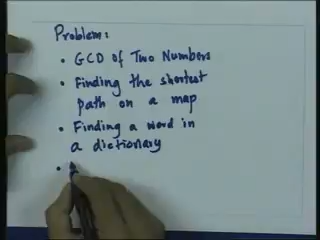 Problem:
• GCD of Two Numbers
• Finding the shortest
path on a map
• Finding a word in
a dictionary
•